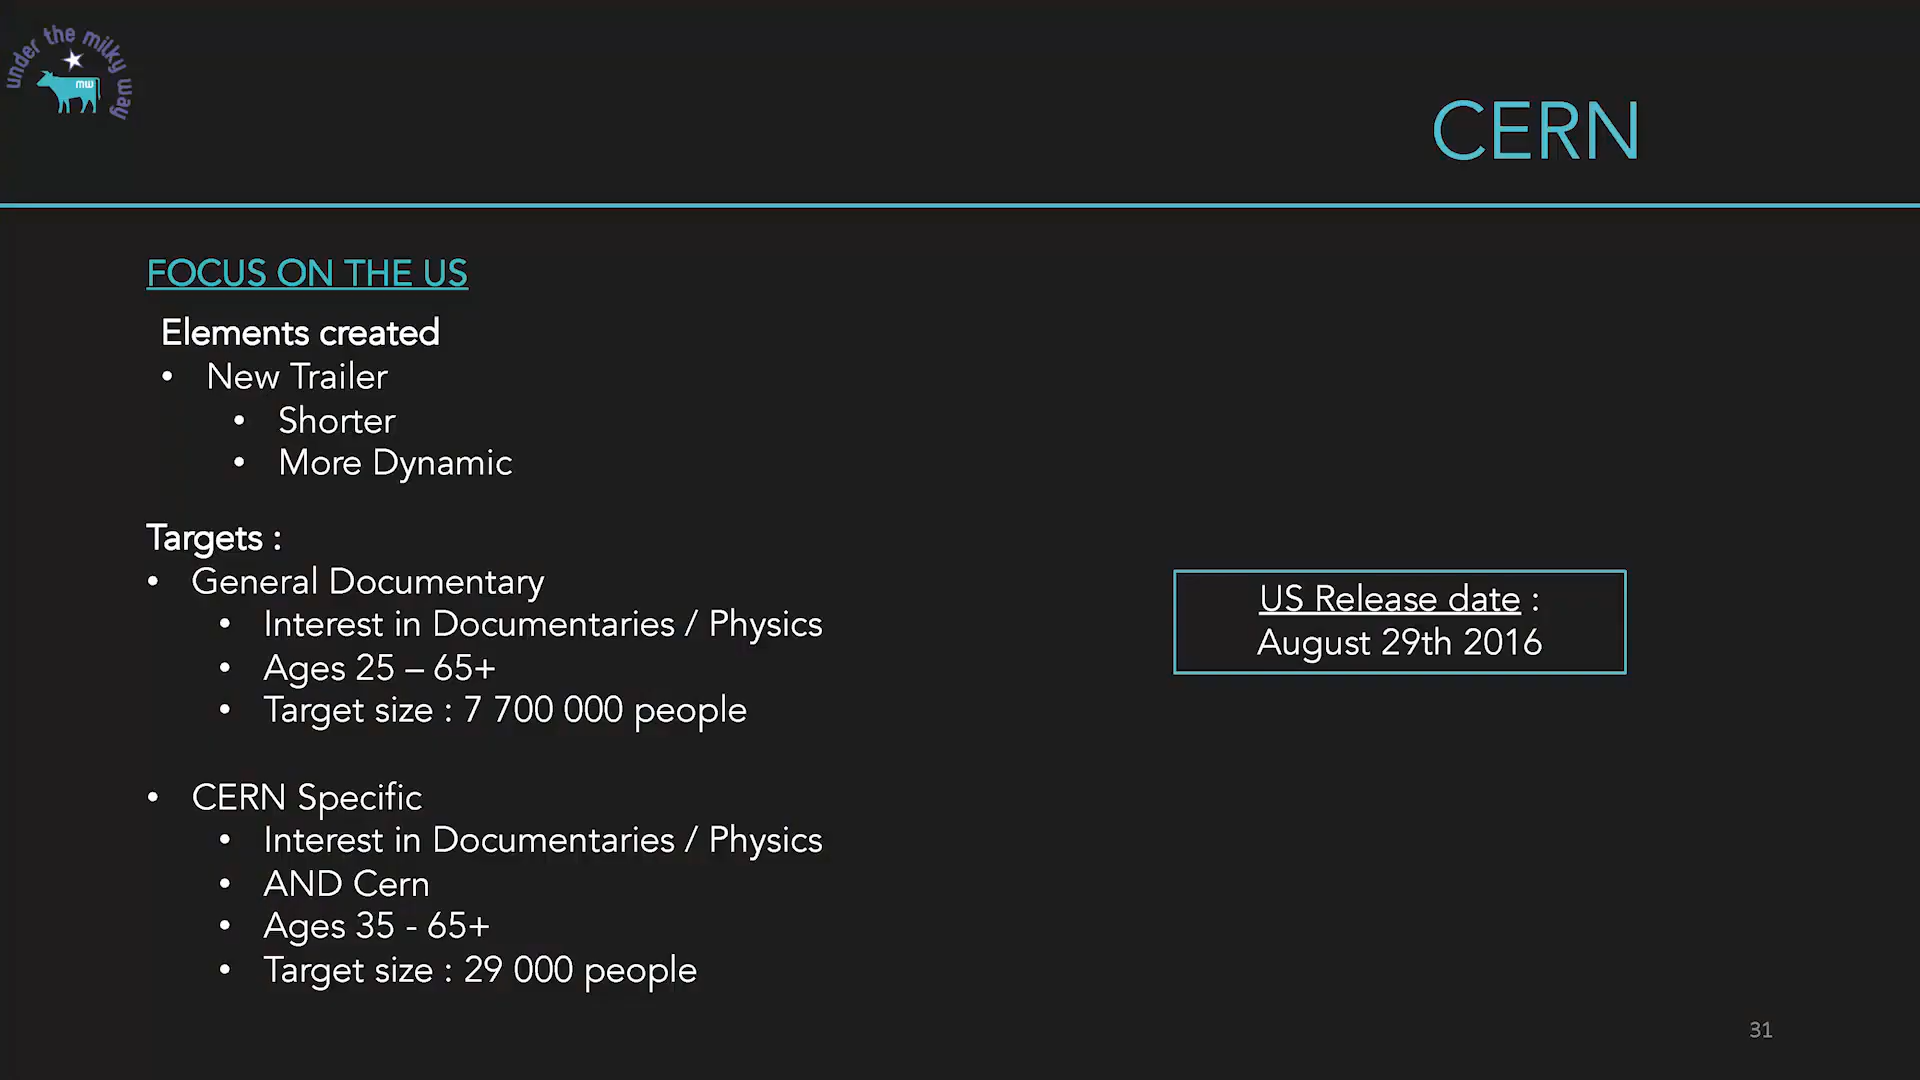 under the milky way
mw
CERN
FOCUS ON THE US
Elements created
• New Trailer
• Shorter
• More Dynamic
Targets :
• General Documentary
• Interest in Documentaries / Physics
• Ages 25 – 65+
• Target size : 7 700 000 people
• CERN Specific
• Interest in Documentaries / Physics
• AND Cern
• Ages 35 - 65+
• Target size : 29 000 people
US Release date :
August 29th 2016
31